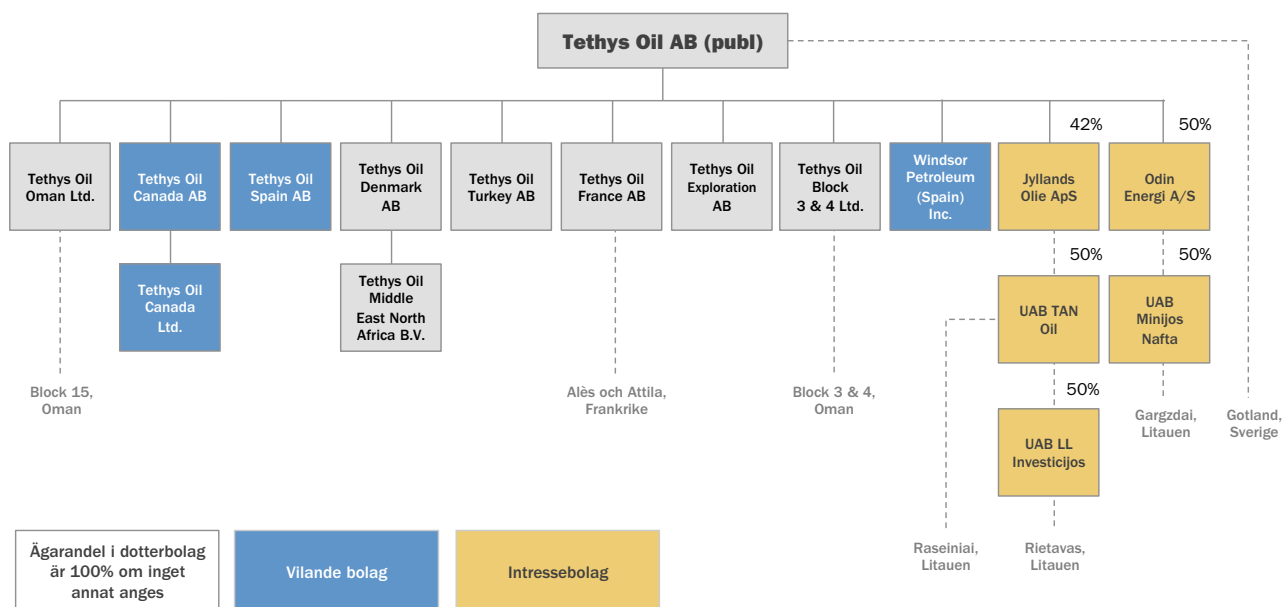 Tethys Oil AB (publ)
42%
50%
Tethys Oil
Oman Ltd.
Tethys Oil
Canada AB
Tethys Oil
Spain AB
Tethys Oil
Denmark
AB
Tethys Oil
Turkey AB
Tethys Oil
France AB
Tethys Oil
Exploration
AB
Tethys Oil
Block
3 & 4 Ltd.
Windsor
Petroleum
(Spain)
Inc.
Jyllands
Olie ApS
Odin
Energi A/S
50%
50%
Tethys Oil
Canada
Ltd.
Tethys Oil
Middle
East North
Africa B.V.
UAB TAN
Oil
UAB
Minijos
Nafta
Block 15,
Oman
Alès och Attila,
Frankrike
Block 3 & 4,
Oman
50%
Gargzdai,
Litauen
Gotland,
Sverige
UAB LL
Investicijos
Raseiniai,
Litauen
Rietavas,
Litauen
Ägarandel i dotterbolag
är 100% om inget
annat anges
Vilande bolag
Intressebolag